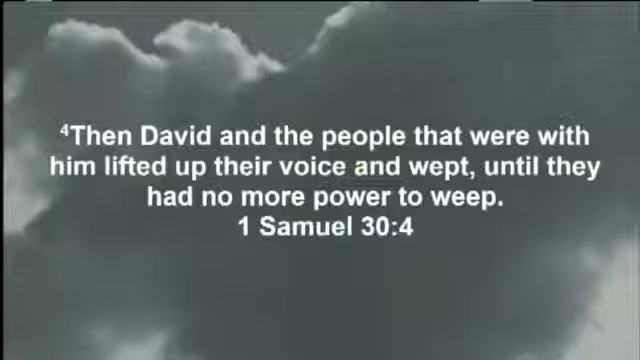 ⁴Then David and the people that were with
him lifted up their voice and wept, until they
had no more power to weep.
1 Samuel 30:4